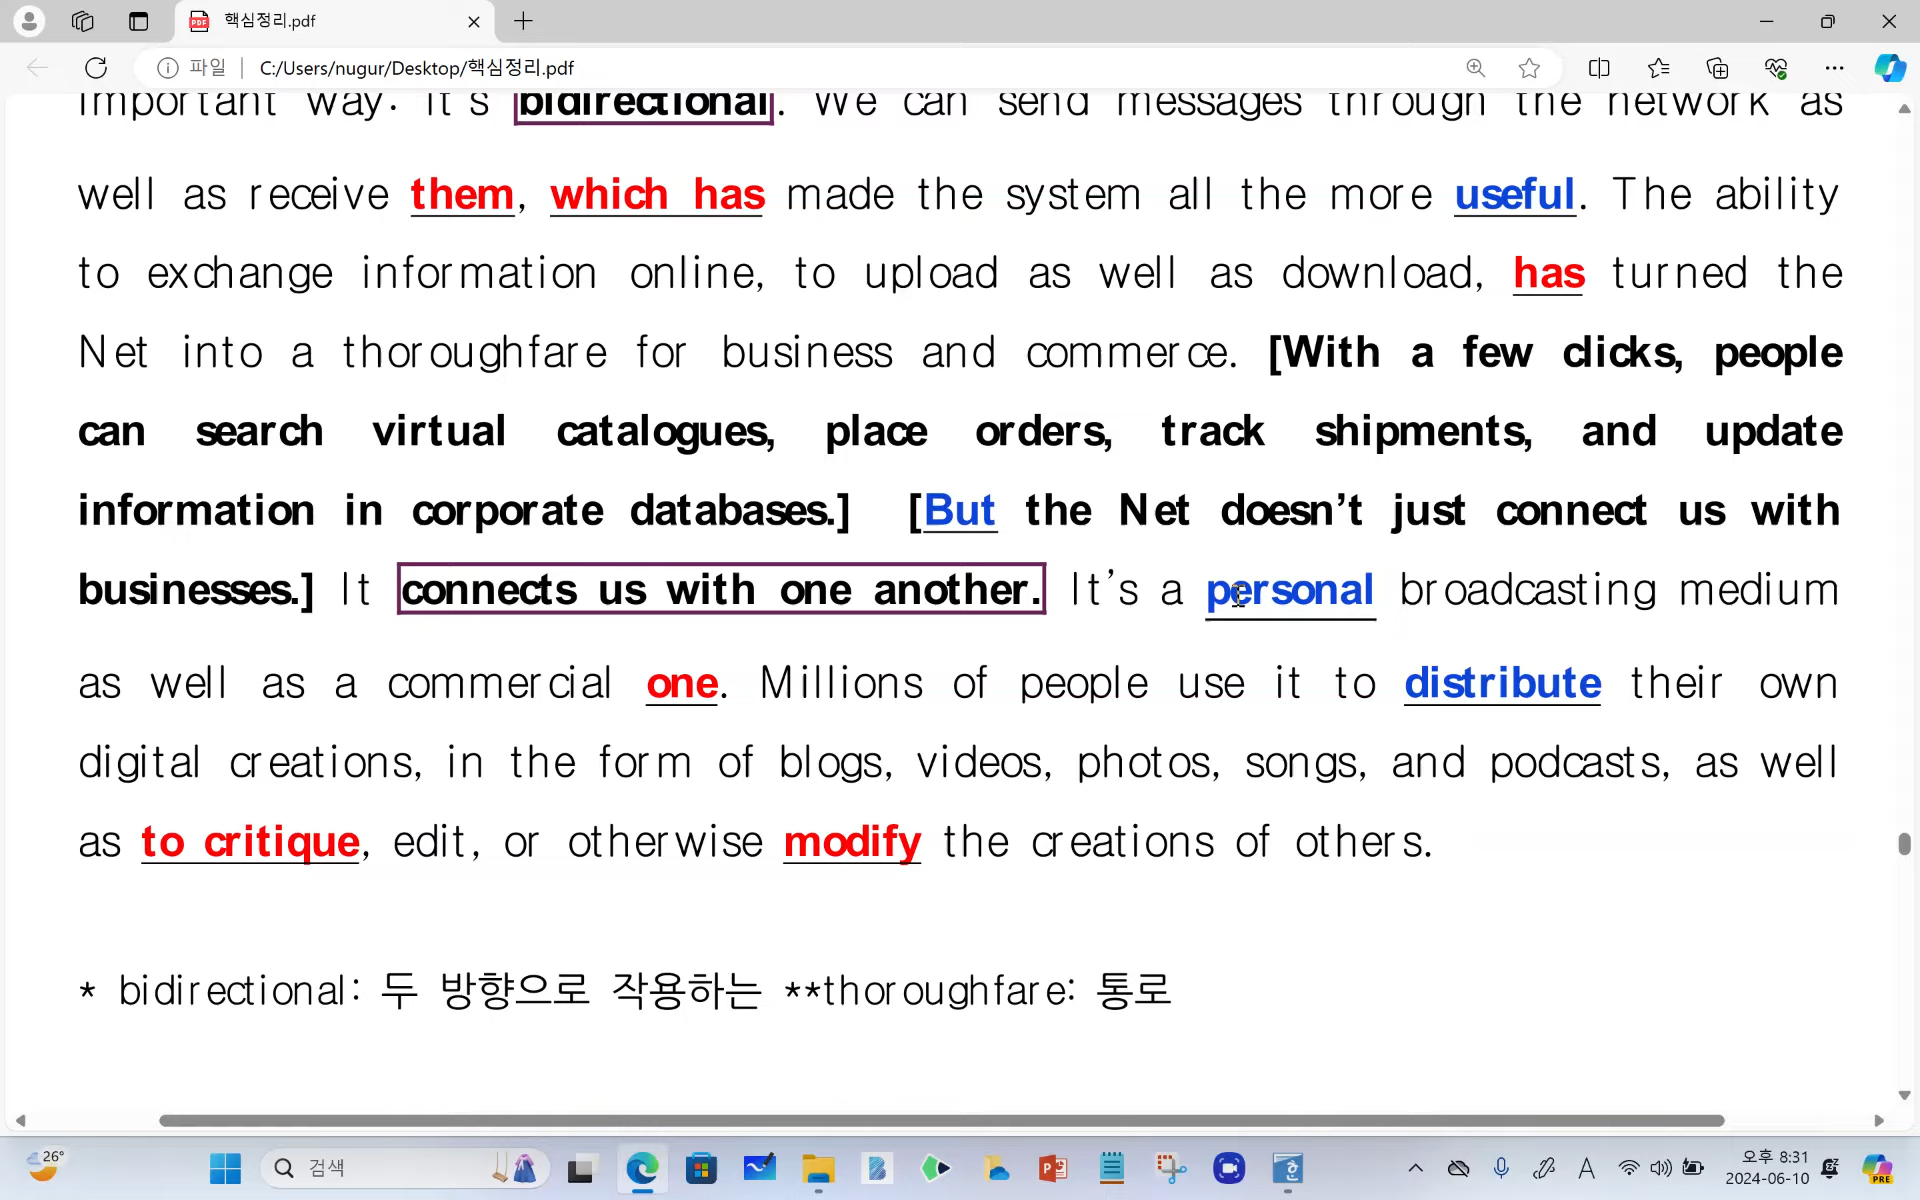 핵심정리.pdf
파일 C:/Users/nugur/Desktop/핵심정리.pdf
important way: it's bidirectional. We can send messages through the network as
well as receive them, which has made the system all the more useful. The ability
to exchange information online, to upload as well as download, has turned the
Net into a thoroughfare for business and commerce. [With a few clicks, people
can search virtual catalogues, place orders, track shipments, and update
information in corporate databases.] [But the Net doesn't just connect us with
businesses.] It connects us with one another. It's a personal broadcasting medium
as well as a commercial one. Millions of people use it to distribute their own
digital creations, in the form of blogs, videos, photos, songs, and podcasts, as well
as to critique, edit, or otherwise modify the creations of others.
* bidirectional: 두 방향으로 작용하는 **thoroughfare: 통로
26°
검색
A
오후 8:31
2024-06-10
PRE